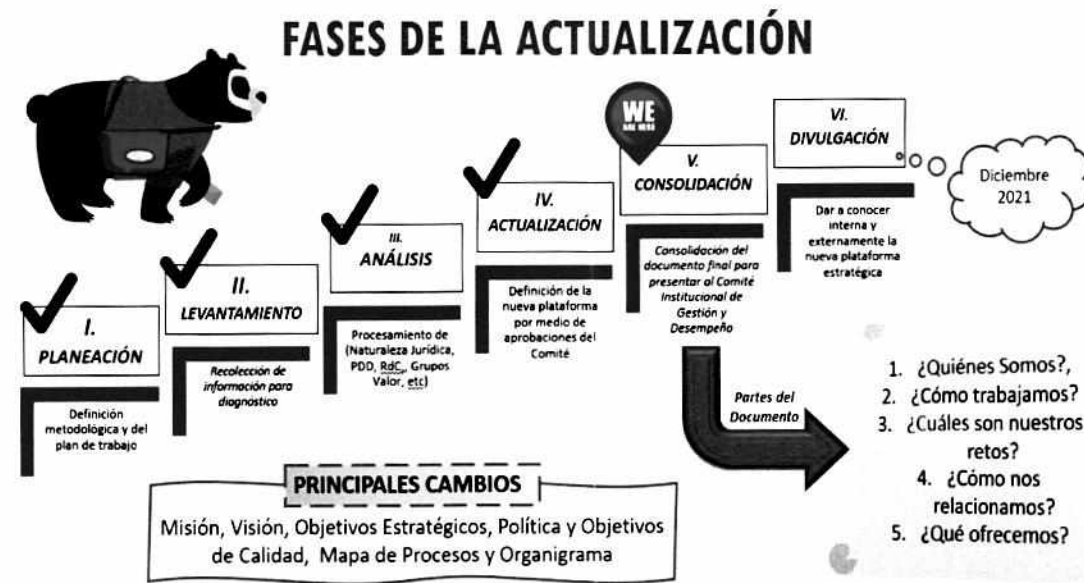 FASES DE LA ACTUALIZACIÓN
I.
PLANEACIÓN
Definición
metodológica y del
plan de trabajo
II.
LEVANTAMIENTO
Recolección de
información para
diagnóstico
III.
ANÁLISIS
Procesamiento de
(Naturaleza Jurídica,
PDD, RdC, Grupos
Valor, etc)
IV.
ACTUALIZACIÓN
Definición de la
nueva plataforma
por medio de
aprobaciones del
Comité
WE
ARE HERE
V.
CONSOLIDACIÓN
Consolidación del
documento final para
presentar al Comité
Institucional de
Gestión y
Desempeño
VI.
DIVULGACIÓN
Dar a conocer
interna y
externamente la
nueva plataforma
estratégica
Diciembre
2021
Partes del
Documento
1. ¿Quiénes Somos?,
2. ¿Cómo trabajamos?
3. ¿Cuáles son nuestros
retos?
4. ¿Cómo nos
relacionamos?
5. ¿Qué ofrecemos?
PRINCIPALES CAMBIOS
Misión, Visión, Objetivos Estratégicos, Política y Objetivos
de Calidad, Mapa de Procesos y Organigrama